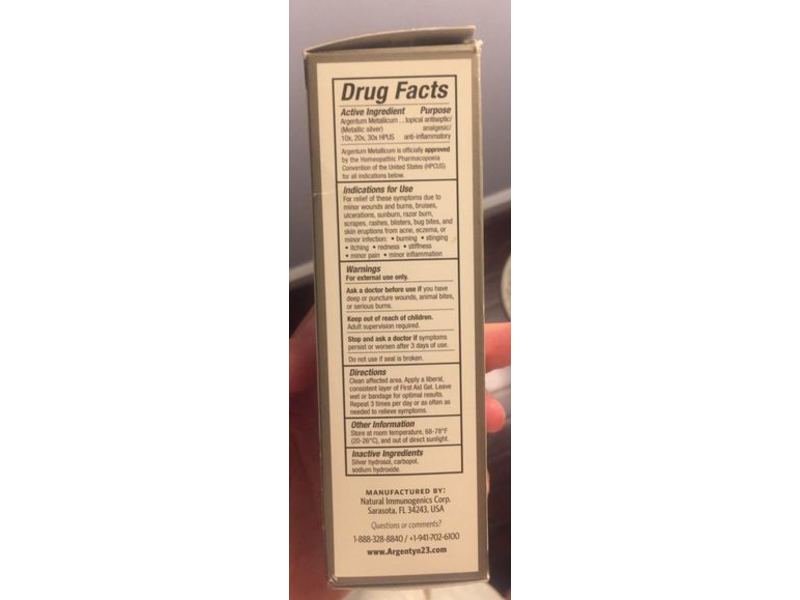 Drug Facts
Active Ingredient Purpose
Argentum Metallicum ... topical antiseptic/
(Metallic silver) analgesic/
10x, 20x, 30x HPUS anti-inflammatory
Argentum Metallicum is officially approved
by the Homeopathic Pharmacopoeia
Convention of the United States (HPCUS)
for all indications below.
Indications for Use
For relief of these symptoms due to
minor wounds and burns, bruises,
ulcerations, sunburn, razor burn,
scrapes, rashes, blisters, bug bites, and
skin eruptions from acne, eczema, or
minor infection: • burning • stinging
• itching • redness • stiffness
• minor pain • minor inflammation
Warnings
For external use only.
Ask a doctor before use if you have
deep or puncture wounds, animal bites,
or serious burns.
Keep out of reach of children.
Adult supervision required.
Stop and ask a doctor if symptoms
persist or worsen after 3 days of use.
Do not use if seal is broken.
Directions
Clean affected area. Apply a liberal,
consistent layer of First Aid Gel. Leave
wet or bandage for optimal results.
Repeat 3 times per day or as often as
needed to relieve symptoms.
Other Information
Store at room temperature, 68-78°F
(20-26°C), and out of direct sunlight.
Inactive Ingredients
Silver hydrosol, carbopol,
sodium hydroxide.
MANUFACTURED BY:
Natural Immunogenics Corp.
Sarasota, FL 34243, USA
Questions or comments?
1-888-328-8840 / +1-941-702-6100
www.Argentyn23.com